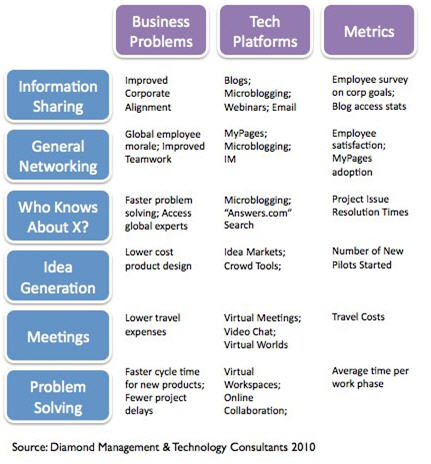 Business
Problems
Tech
Platforms
Metrics
Information
Sharing
Improved
Corporate
Alignment
Blogs;
Microblogging;
Webinars; Email
Employee survey
on corp goals;
Blog access stats
General
Networking
Global employee
morale; Improved
Teamwork
MyPages;
Microblogging;
IM
Employee
satisfaction;
MyPages
adoption
Who Knows
About X?
Faster problem
solving; Access
global experts
Microblogging;
"Answers.com"
Search
Project Issue
Resolution Times
Idea
Generation
Lower cost
product design
Idea Markets;
Crowd Tools;
Number of New
Pilots Started
Meetings
Lower travel
expenses
Virtual Meetings;
Video Chat;
Virtual Worlds
Travel Costs
Problem
Solving
Faster cycle time
for new products;
Fewer project
delays
Virtual
Workspaces;
Online
Collaboration;
Average time per
work phase
Source: Diamond Management & Technology Consultants 2010